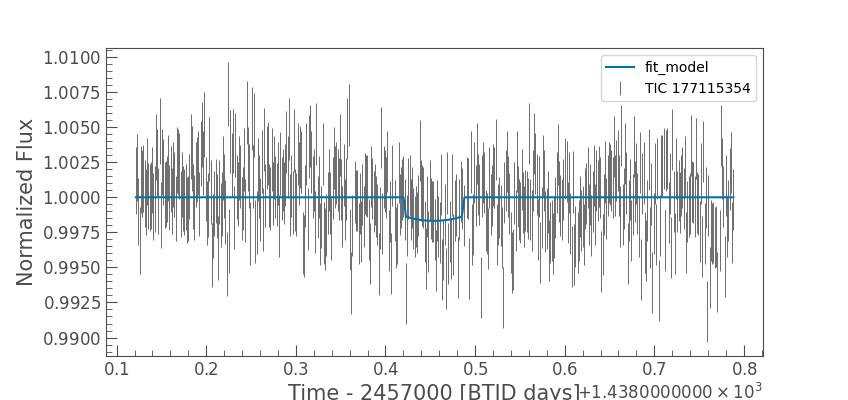 1.0100
1.0075
1.0050
1.0025
1.0000
0.9975
0.9950
0.9925
0.9900
Normalized Flux
fit_model
TIC 177115354
0.1 0.2 0.3 0.4 0.5 0.6 0.7 0.8
Time - 2457000 [BTJD days]
+1.4380000000 × 10³